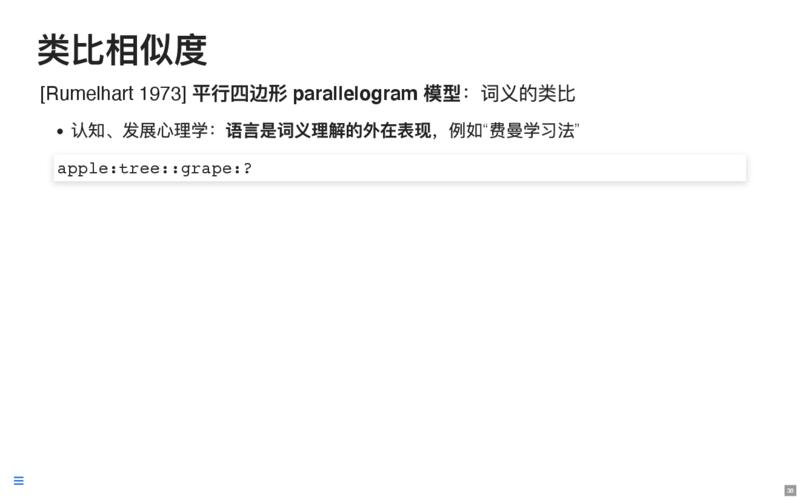 类比相似度
[Rumelhart 1973] 平行四边形 parallelogram 模型：词义的类比
• 认知、发展心理学：语言是词义理解的外在表现，例如“费曼学习法”
apple:tree::grape:?
36